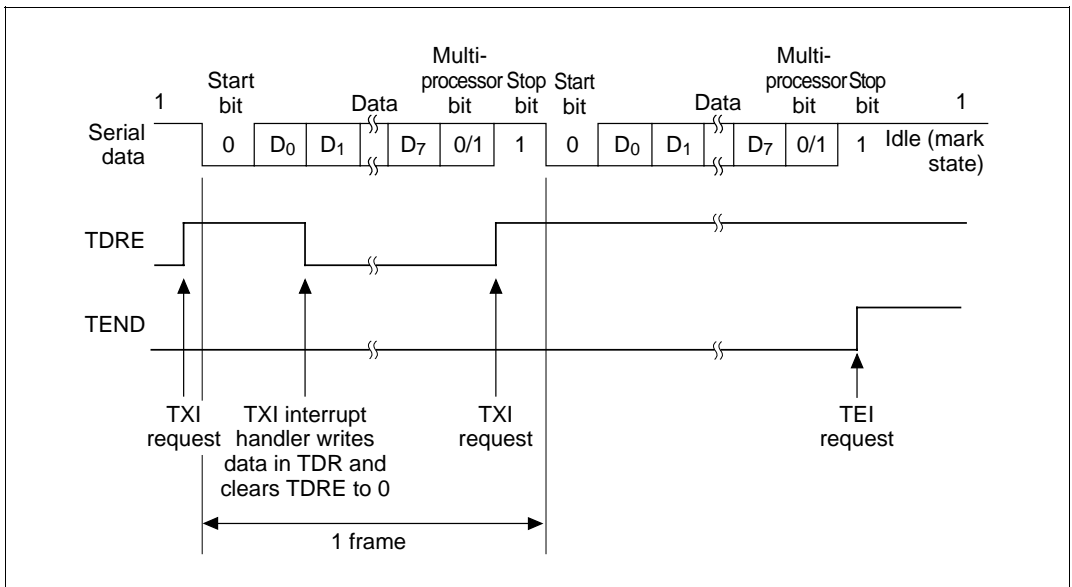 Multi- Multi-
Start processor Stop Start processor Stop
1 bit Data bit bit bit Data bit bit 1
Serial data 0 D0 D1 D7 0/1 1 0 D0 D1 D7 0/1 1 Idle (mark state)
TDRE
TEND
TXI request
TXI interrupt
handler writes
data in TDR and
clears TDRE to 0
TXI request
TEI request
1 frame